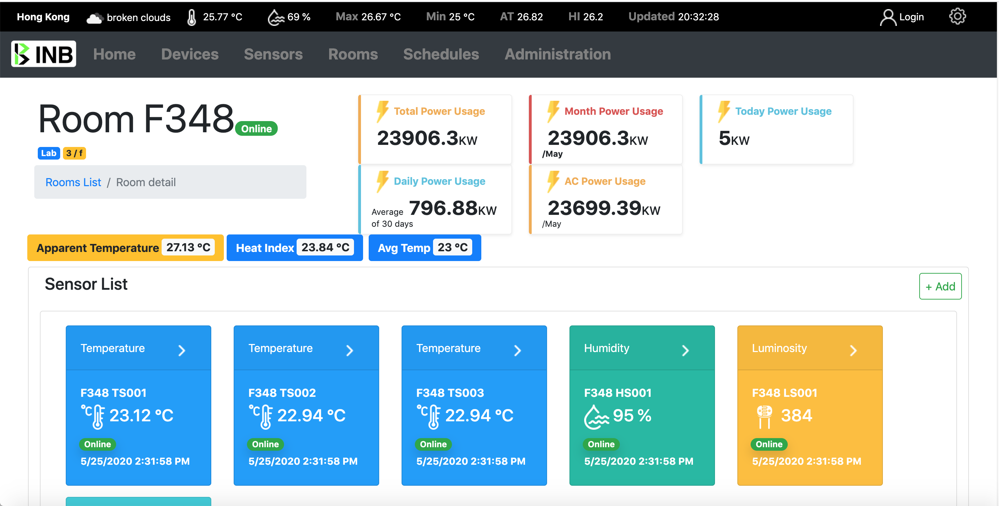 Hong Kong broken clouds 25.77 °C 69 % Max 26.67 °C Min 25 °C AT 26.82 HI 26.2 Updated 20:32:28 Login
INB Home Devices Sensors Rooms Schedules Administration
Room F348 Online
Lab 3 / f
Rooms List / Room detail
Total Power Usage
23906.3KW
Month Power Usage
23906.3KW
/May
Today Power Usage
5KW
Daily Power Usage
Average 796.88KW
of 30 days
AC Power Usage
23699.39KW
/May
Apparent Temperature 27.13 °C Heat Index 23.84 °C Avg Temp 23 °C
Sensor List
+ Add
Temperature
F348 TS001
°C 23.12 °C
Online
5/25/2020 2:31:58 PM
Temperature
F348 TS002
°C 22.94 °C
Online
5/25/2020 2:31:58 PM
Temperature
F348 TS003
°C 22.94 °C
Online
5/25/2020 2:31:58 PM
Humidity
F348 HS001
95 %
Online
5/25/2020 2:31:58 PM
Luminosity
F348 LS001
384
Online
5/25/2020 2:31:58 PM